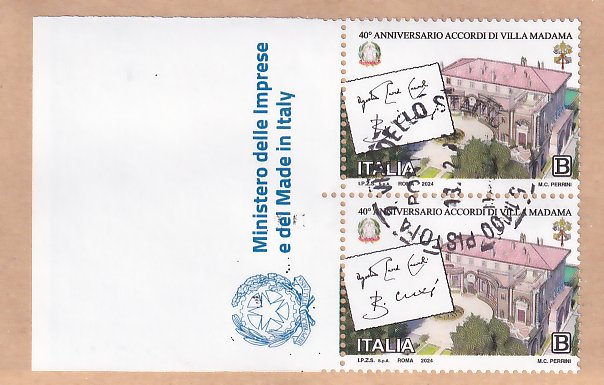 Ministero delle Imprese
e del Made in Italy
40° ANNIVERSARIO ACCORDI DI VILLA MADAMA
ITALIA B
I.P.Z.S. S.p.A. ROMA 2024 M.C. PERRINI
40° ANNIVERSARIO ACCORDI DI VILLA MADAMA
ITALIA B
I.P.Z.S. S.p.A. ROMA 2024 M.C. PERRINI